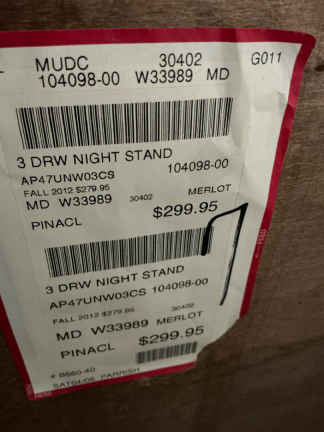 MUDC 30402 G011
104098-00 W33989 MD
3 DRW NIGHT STAND
AP47UNW03CS 104098-00
FALL 2012 $279.95
MD W33989 30402 MERLOT
PINACL $299.95
3 DRW NIGHT STAND
AP47UNW03CS 104098-00
FALL 2012 $279.95 30402
MD W33989 MERLOT
PINACL $299.95
PARRISH